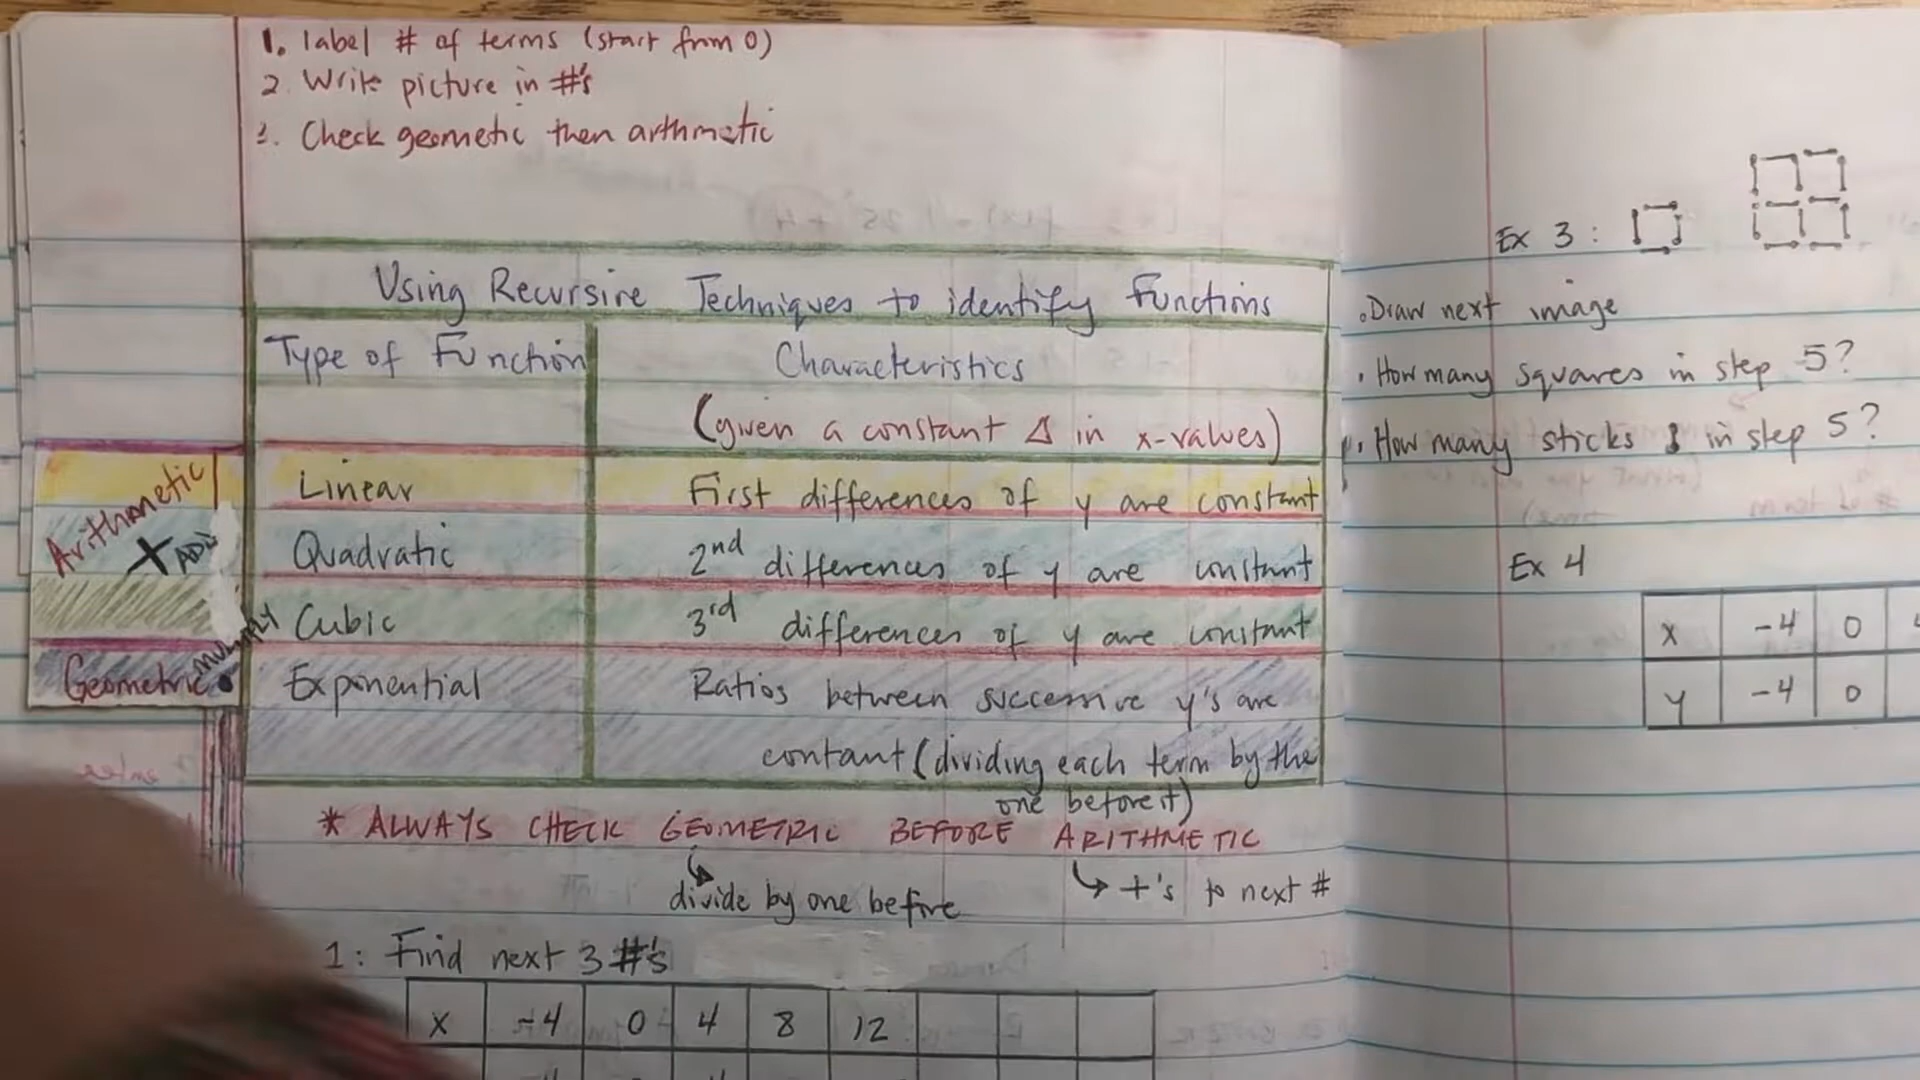 1. label # of terms (start from 0)
2. Write picture in #'s
3. Check geometic then arthmetic
Using Recursive Techniques to identify Functions
Type of Function
Characteristics
(given a constant Δ in x-values)
Arithmetic
ADD
Linear
First differences of y are constant
Quadratic
2nd differences of y are constant
Cubic
3rd differences of y are constant
Geometric
Exponential
Ratios between successive y's are
contant (dividing each term by the
one before it)
* ALWAYS CHECK GEOMETRIC BEFORE ARITHMETIC
divide by one before
+'s to next #
1: Find next 3 #'s
x -4 0 4 8 12
Ex 3:
. Draw next image
. How many squares in step 5?
. How many sticks in step 5?
Ex 4
x -4 0
y -4 0